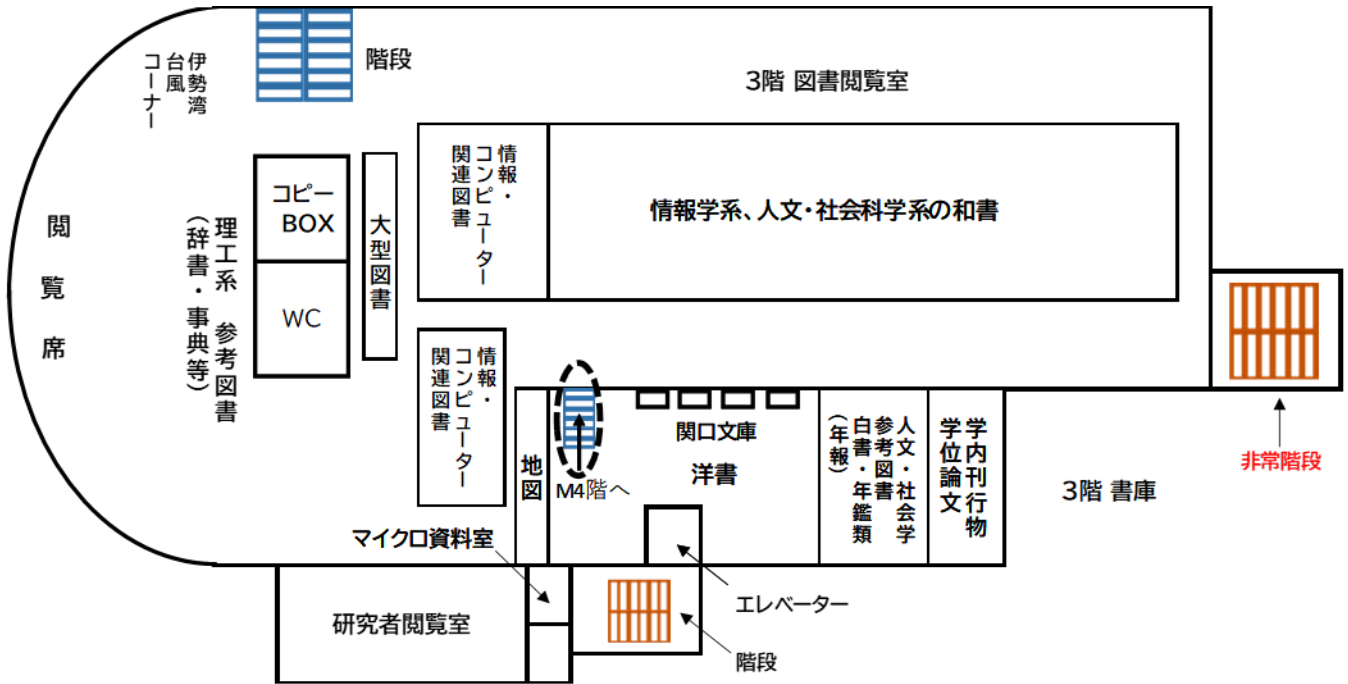 伊勢湾
台風
コーナー
階段
3階 図書閲覧室
閲覧席
理工系 参考図書
(辞書・事典等)
コピー
BOX
WC
大型図書
情報・
コンピューター
関連図書
情報学系、人文・社会科学系の和書
情報・
コンピューター
関連図書
地図
M4階へ
関口文庫
洋書
人文・社会学
参考図書
白書・年鑑類
(年報)
学内刊行物
学位論文
3階 書庫
非常階段
マイクロ資料室
研究者閲覧室
エレベーター
階段